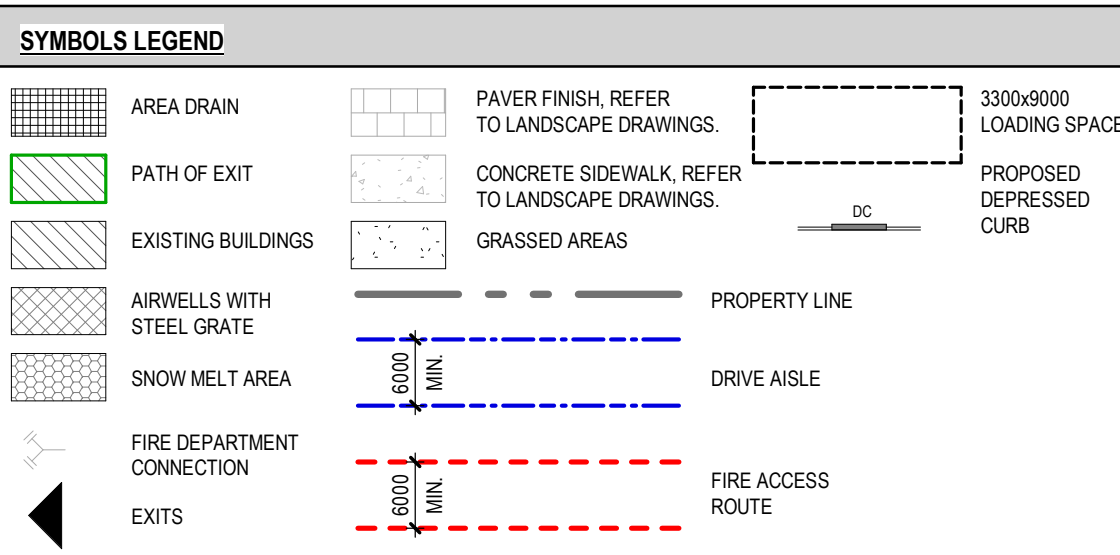 SYMBOLS LEGEND
AREA DRAIN
PATH OF EXIT
EXISTING BUILDINGS
AIRWELLS WITH
STEEL GRATE
SNOW MELT AREA
FIRE DEPARTMENT
CONNECTION
EXITS
PAVER FINISH, REFER
TO LANDSCAPE DRAWINGS.
CONCRETE SIDEWALK, REFER
TO LANDSCAPE DRAWINGS.
GRASSED AREAS
PROPERTY LINE
6000
MIN.
DRIVE AISLE
6000
MIN.
FIRE ACCESS
ROUTE
3300x9000
LOADING SPACE
DC
PROPOSED
DEPRESSED
CURB